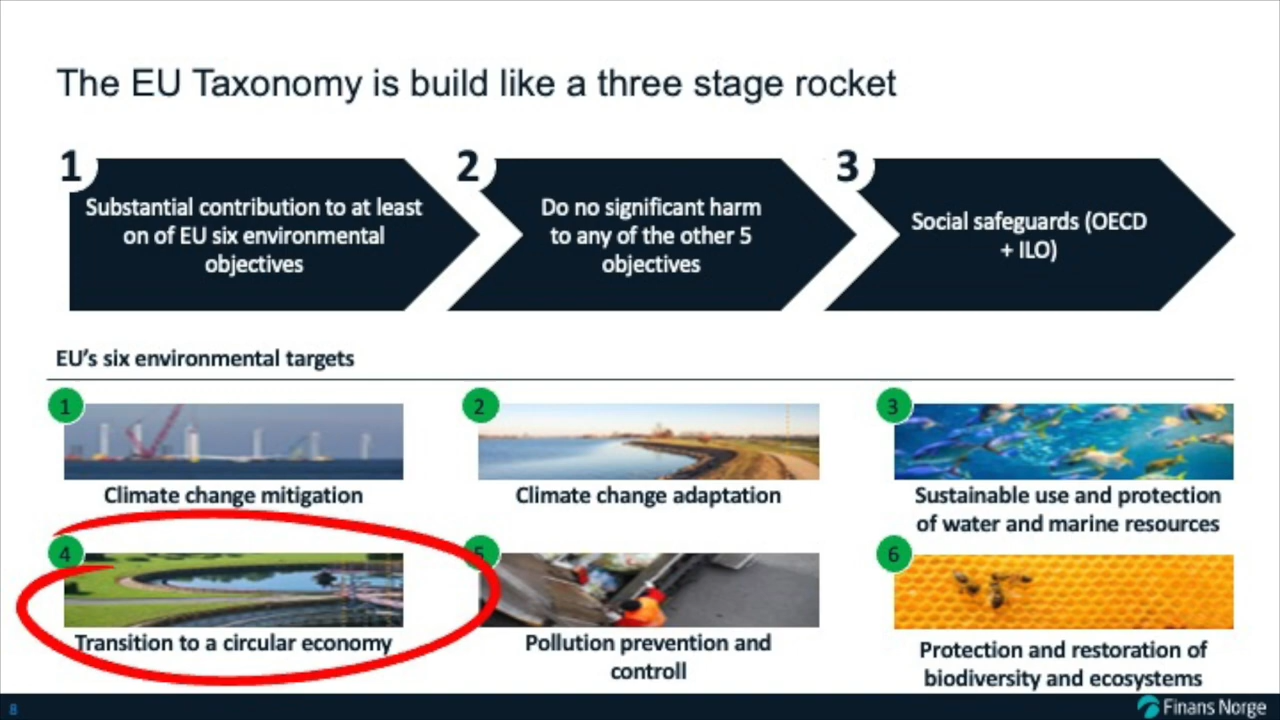 The EU Taxonomy is build like a three stage rocket
1
Substantial contribution to at least
on of EU six environmental
objectives
2
Do no significant harm
to any of the other 5
objectives
3
Social safeguards (OECD
+ ILO)
EU's six environmental targets
1
Climate change mitigation
2
Climate change adaptation
3
Sustainable use and protection
of water and marine resources
4
Transition to a circular economy
5
Pollution prevention and
controll
6
Protection and restoration of
biodiversity and ecosystems
8
Finans Norge